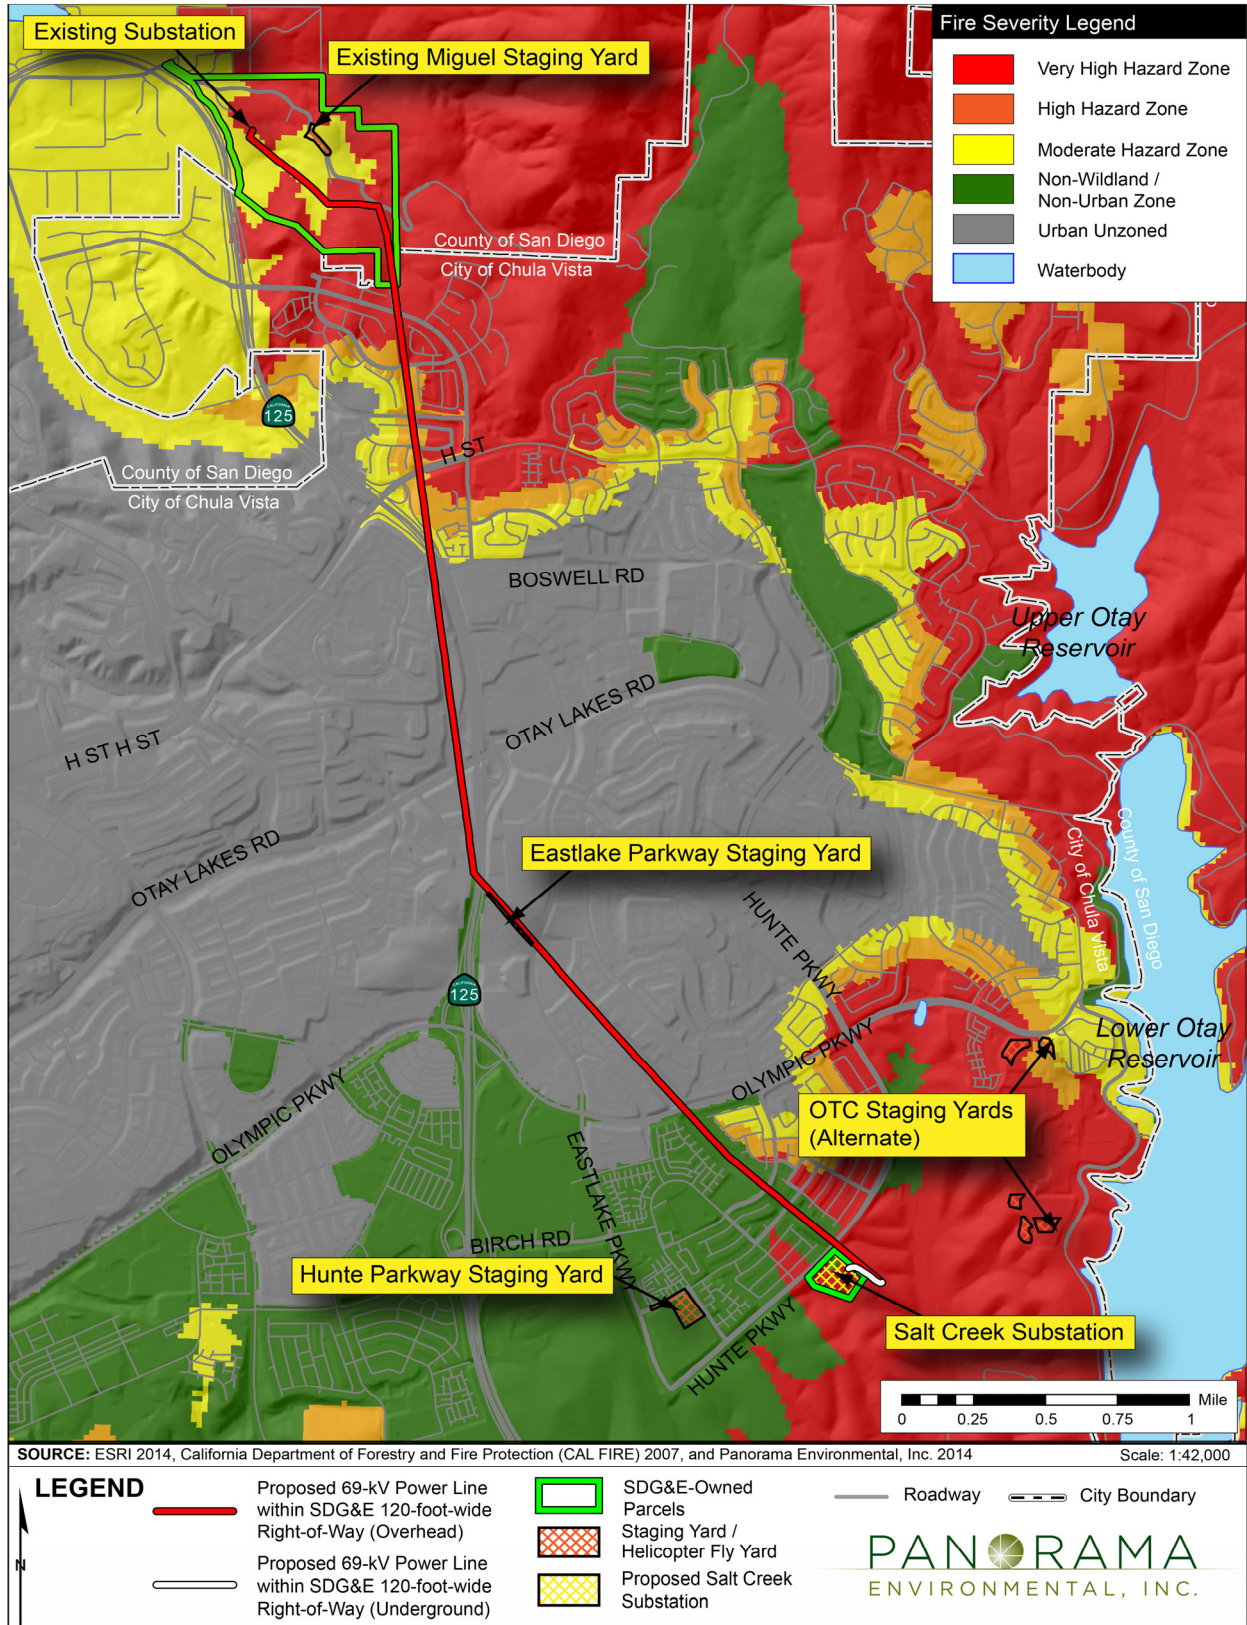 Existing Substation
Existing Miguel Staging Yard
Fire Severity Legend
Very High Hazard Zone
High Hazard Zone
Moderate Hazard Zone
Non-Wildland /
Non-Urban Zone
Urban Unzoned
Waterbody
County of San Diego
City of Chula Vista
CALIFORNIA
125
H ST
County of San Diego
City of Chula Vista
BOSWELL RD
Upper Otay
Reservoir
OTAY LAKES RD
H ST H ST
OTAY LAKES RD
Eastlake Parkway Staging Yard
County of San Diego
City of Chula Vista
HUNTE PKWY
CALIFORNIA
125
Lower Otay
Reservoir
OLYMPIC PKWY
OLYMPIC PKWY
OTC Staging Yards
(Alternate)
EASTLAKE PKWY
BIRCH RD
Hunte Parkway Staging Yard
HUNTE PKWY
Salt Creek Substation
Mile
0 0.25 0.5 0.75 1
SOURCE: ESRI 2014, California Department of Forestry and Fire Protection (CAL FIRE) 2007, and Panorama Environmental, Inc. 2014
Scale: 1:42,000
LEGEND
N
Proposed 69-kV Power Line
within SDG&E 120-foot-wide
Right-of-Way (Overhead)
Proposed 69-kV Power Line
within SDG&E 120-foot-wide
Right-of-Way (Underground)
SDG&E-Owned
Parcels
Staging Yard /
Helicopter Fly Yard
Proposed Salt Creek
Substation
Roadway
City Boundary
PANORAMA
ENVIRONMENTAL, INC.